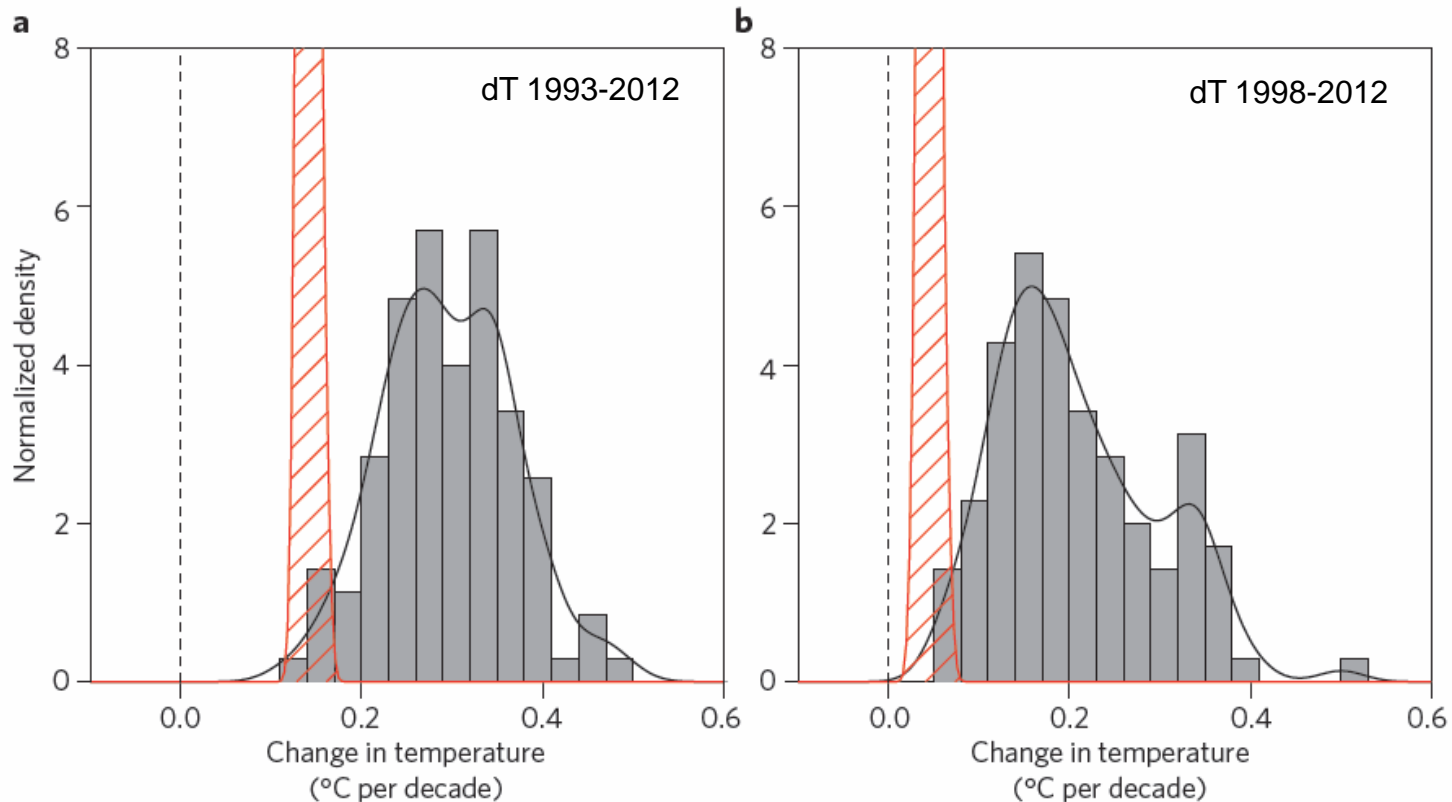 a
b
8
6
4
2
0
Normalized density
dT 1993-2012
0.0
0.2
0.4
0.6
Change in temperature
(°C per decade)
8
6
4
2
0
dT 1998-2012
0.0
0.2
0.4
0.6
Change in temperature
(°C per decade)